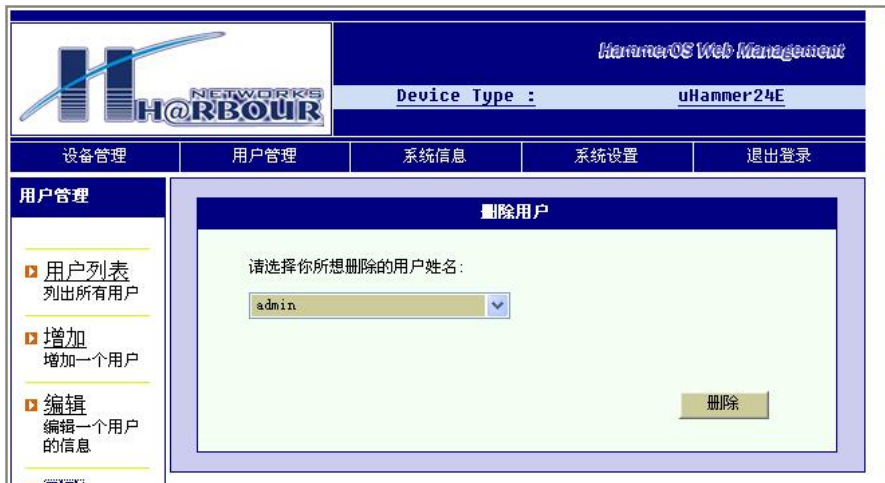 HammerOS Web Management
NETWORKS
H@RBOUR
Device Type : uHammer24E
设备管理 用户管理 系统信息 系统设置 退出登录
用户管理
删除用户
用户列表
列出所有用户
请选择你所想删除的用户姓名:
admin
增加
增加一个用户
编辑
编辑一个用户
的信息
删除